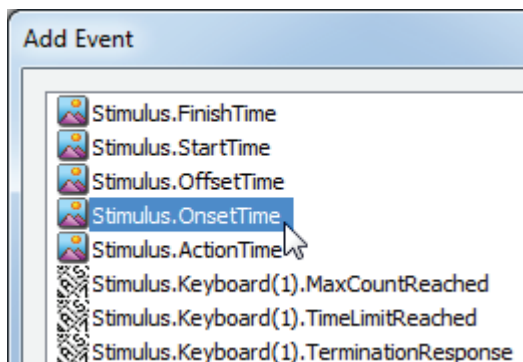 Add Event
Stimulus.FinishTime
Stimulus.StartTime
Stimulus.OffsetTime
Stimulus.OnsetTime
Stimulus.ActionTime
Stimulus.Keyboard(1).MaxCountReached
Stimulus.Keyboard(1).TimeLimitReached
Stimulus.Keyboard(1).TerminationResponse